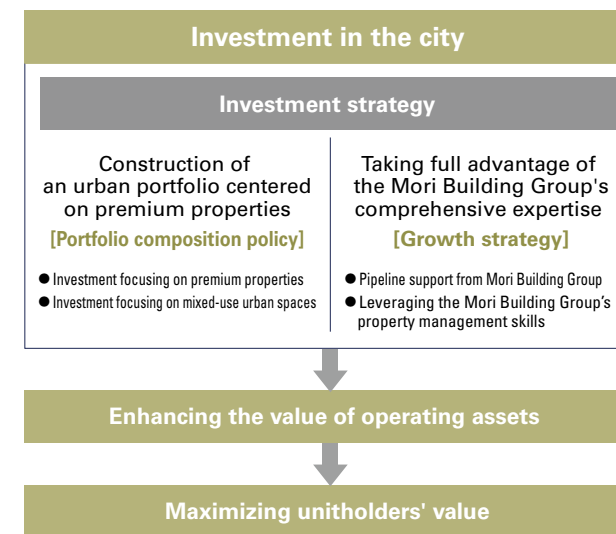 Investment in the city
Investment strategy
Construction of
an urban portfolio centered
on premium properties
[Portfolio composition policy]
● Investment focusing on premium properties
● Investment focusing on mixed-use urban spaces
Taking full advantage of
the Mori Building Group's
comprehensive expertise
[Growth strategy]
● Pipeline support from Mori Building Group
● Leveraging the Mori Building Group's
property management skills
Enhancing the value of operating assets
Maximizing unitholders' value